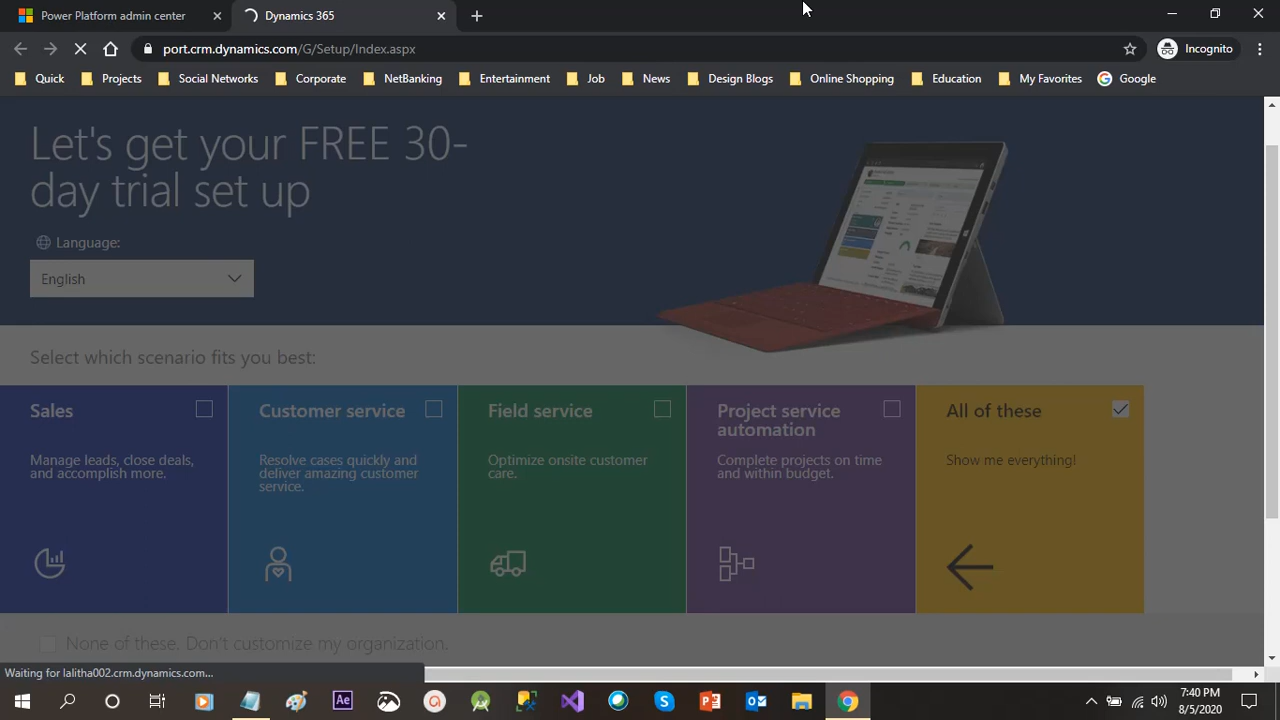 Power Platform admin center
Dynamics 365
port.crm.dynamics.com/G/Setup/Index.aspx
Incognito
Quick
Projects
Social Networks
Corporate
NetBanking
Entertainment
Job
News
Design Blogs
Online Shopping
Education
My Favorites
Google
Let's get your FREE 30-
day trial set up
Language:
English
Select which scenario fits you best:
Sales
Manage leads, close deals,
and accomplish more.
Customer service
Resolve cases quickly and
deliver amazing customer
service.
Field service
Optimize onsite customer
care.
Project service
automation
Complete projects on time
and within budget.
All of these
Show me everything!
None of these. Don't customize my organization.
Waiting for lalitha002.crm.dynamics.com...
Ae
7:40 PM
8/5/2020